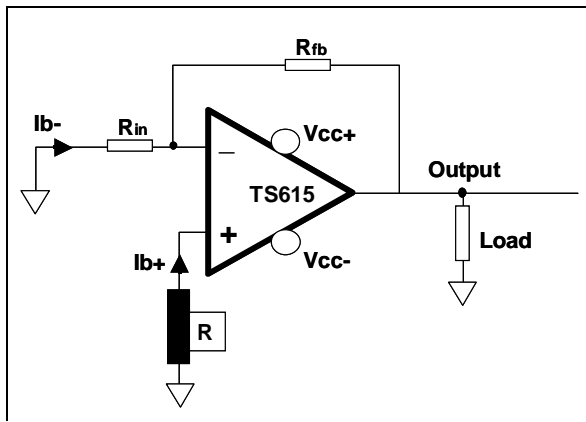 Rfb
Ib-
Rin
Vcc+
_
Output
TS615
+
Load
Vcc-
Ib+
R